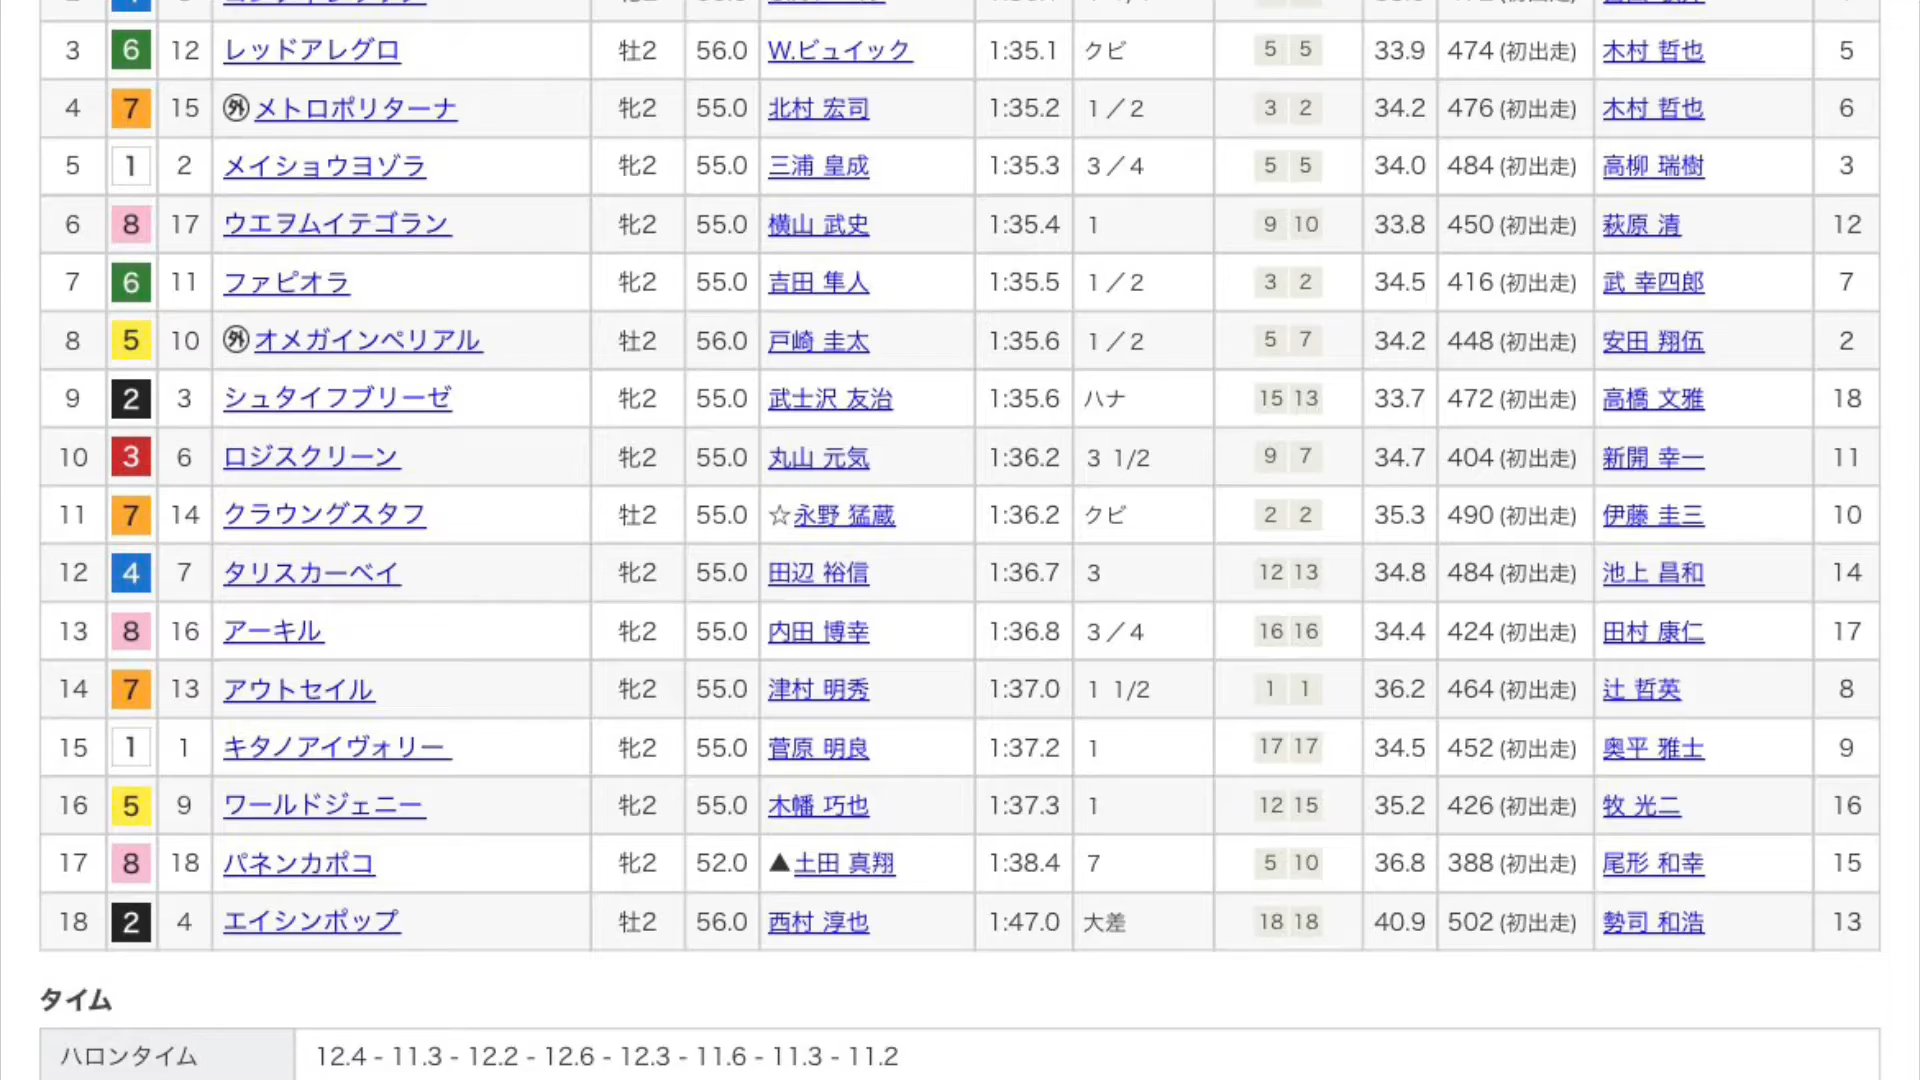 3 6 12 レッドアレグロ 牡2 56.0 W.ビュイック 1:35.1 クビ 5 5 33.9 474 (初出走) 木村 哲也 5
4 7 15 外 メトロポリターナ 牝2 55.0 北村 宏司 1:35.2 1/2 3 2 34.2 476 (初出走) 木村 哲也 6
5 1 2 メイショウヨゾラ 牝2 55.0 三浦 皇成 1:35.3 3/4 5 5 34.0 484 (初出走) 高柳 瑞樹 3
6 8 17 ウエヲムイテゴラン 牝2 55.0 横山 武史 1:35.4 1 9 10 33.8 450 (初出走) 萩原 清 12
7 6 11 ファピオラ 牝2 55.0 吉田 隼人 1:35.5 1/2 3 2 34.5 416 (初出走) 武 幸四郎 7
8 5 10 外 オメガインペリアル 牡2 56.0 戸崎 圭太 1:35.6 1/2 5 7 34.2 448 (初出走) 安田 翔伍 2
9 2 3 シュタイフブリーゼ 牝2 55.0 武士沢 友治 1:35.6 ハナ 15 13 33.7 472 (初出走) 高橋 文雅 18
10 3 6 ロジスクリーン 牝2 55.0 丸山 元気 1:36.2 3 1/2 9 7 34.7 404 (初出走) 新開 幸一 11
11 7 14 クラウングスタフ 牡2 55.0 ☆永野 猛蔵 1:36.2 クビ 2 2 35.3 490 (初出走) 伊藤 圭三 10
12 4 7 タリスカーベイ 牝2 55.0 田辺 裕信 1:36.7 3 12 13 34.8 484 (初出走) 池上 昌和 14
13 8 16 アーキル 牝2 55.0 内田 博幸 1:36.8 3/4 16 16 34.4 424 (初出走) 田村 康仁 17
14 7 13 アウトセイル 牝2 55.0 津村 明秀 1:37.0 1 1/2 1 1 36.2 464 (初出走) 辻 哲英 8
15 1 1 キタノアイヴォリー 牝2 55.0 菅原 明良 1:37.2 1 17 17 34.5 452 (初出走) 奥平 雅士 9
16 5 9 ワールドジェニー 牝2 55.0 木幡 巧也 1:37.3 1 12 15 35.2 426 (初出走) 牧 光二 16
17 8 18 パネンカポコ 牝2 52.0 ▲土田 真翔 1:38.4 7 5 10 36.8 388 (初出走) 尾形 和幸 15
18 2 4 エイシンポップ 牡2 56.0 西村 淳也 1:47.0 大差 18 18 40.9 502 (初出走) 勢司 和浩 13
タイム
ハロンタイム 12.4 - 11.3 - 12.2 - 12.6 - 12.3 - 11.6 - 11.3 - 11.2